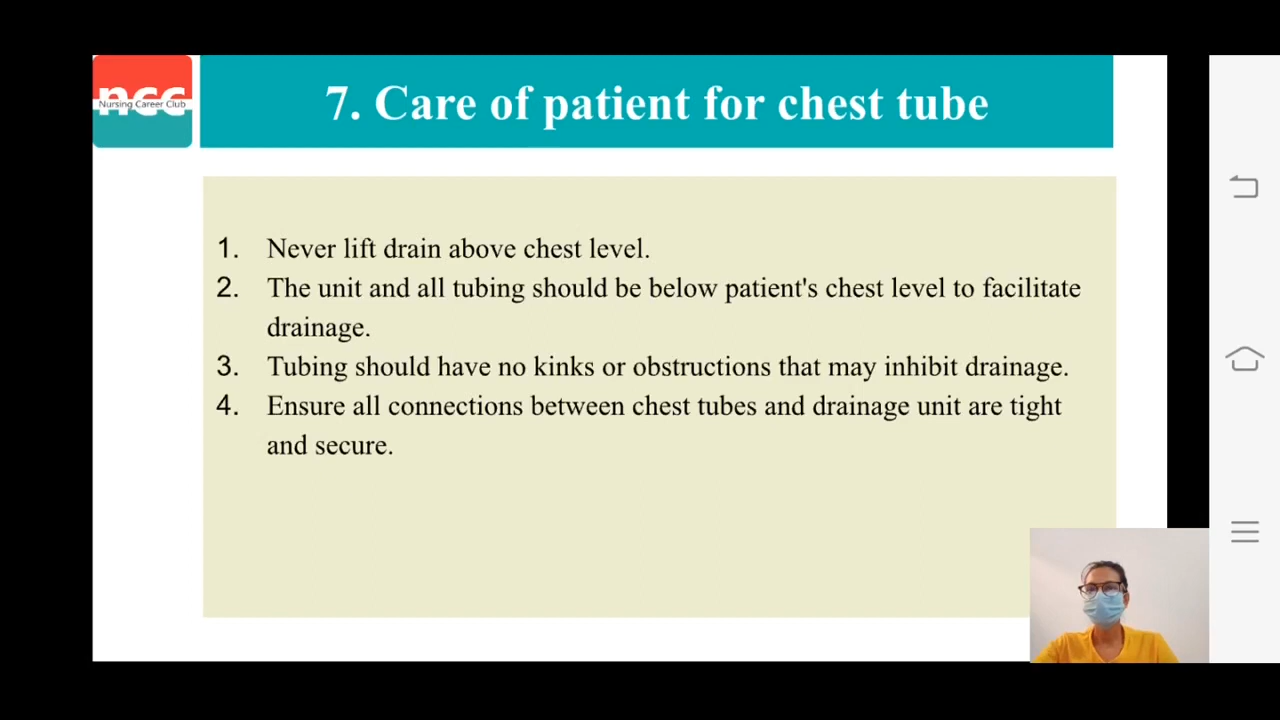 ncc
Nursing Career Club
7. Care of patient for chest tube
1. Never lift drain above chest level.
2. The unit and all tubing should be below patient's chest level to facilitate
drainage.
3. Tubing should have no kinks or obstructions that may inhibit drainage.
4. Ensure all connections between chest tubes and drainage unit are tight
and secure.